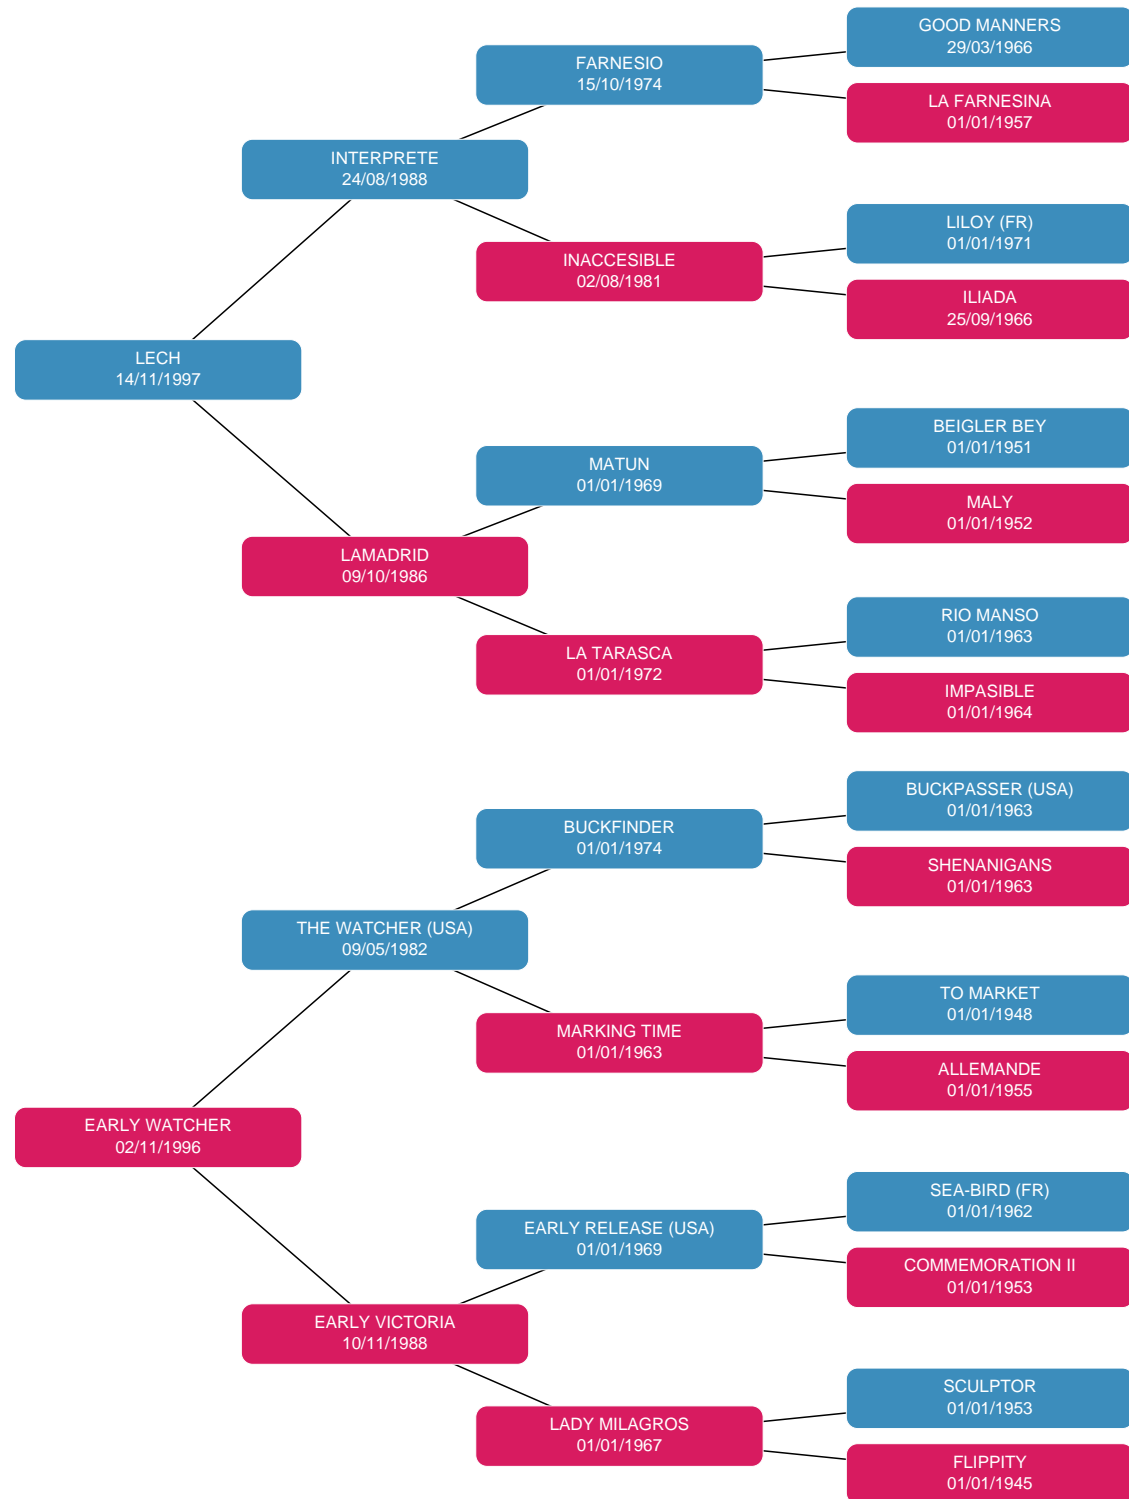 GOOD MANNERS
29/03/1966
FARNESIO
15/10/1974
LA FARNESINA
01/01/1957
INTERPRETE
24/08/1988
LILOY (FR)
01/01/1971
INACCESIBLE
02/08/1981
ILIADA
25/09/1966
LECH
14/11/1997
BEIGLER BEY
01/01/1951
MATUN
01/01/1969
MALY
01/01/1952
LAMADRID
09/10/1986
RIO MANSO
01/01/1963
LA TARASCA
01/01/1972
IMPASIBLE
01/01/1964
BUCKPASSER (USA)
01/01/1963
BUCKFINDER
01/01/1974
SHENANIGANS
01/01/1963
THE WATCHER (USA)
09/05/1982
TO MARKET
01/01/1948
MARKING TIME
01/01/1963
ALLEMANDE
01/01/1955
EARLY WATCHER
02/11/1996
SEA-BIRD (FR)
01/01/1962
EARLY RELEASE (USA)
01/01/1969
COMMEMORATION II
01/01/1953
EARLY VICTORIA
10/11/1988
SCULPTOR
01/01/1953
LADY MILAGROS
01/01/1967
FLIPPITY
01/01/1945